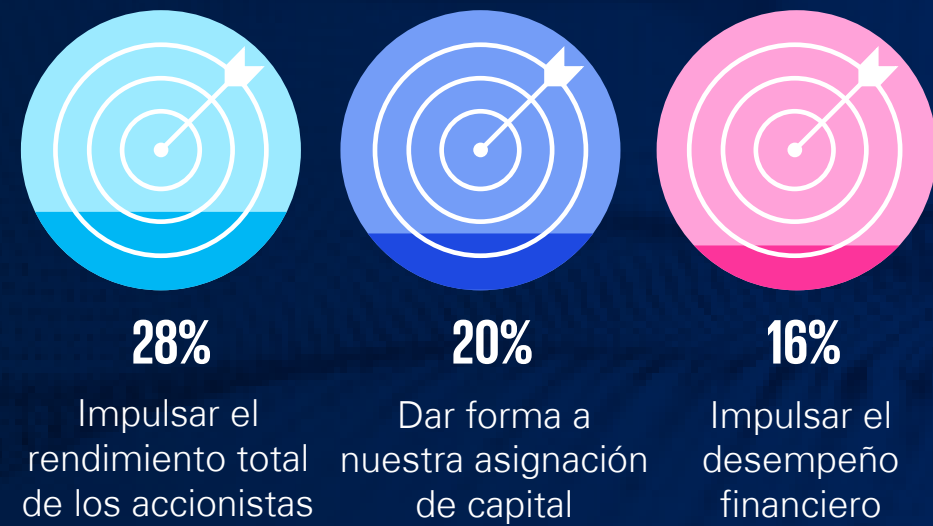 28%
Impulsar el
rendimiento total
de los accionistas
20%
Dar forma a
nuestra asignación
de capital
16%
Impulsar el
desempeño
financiero